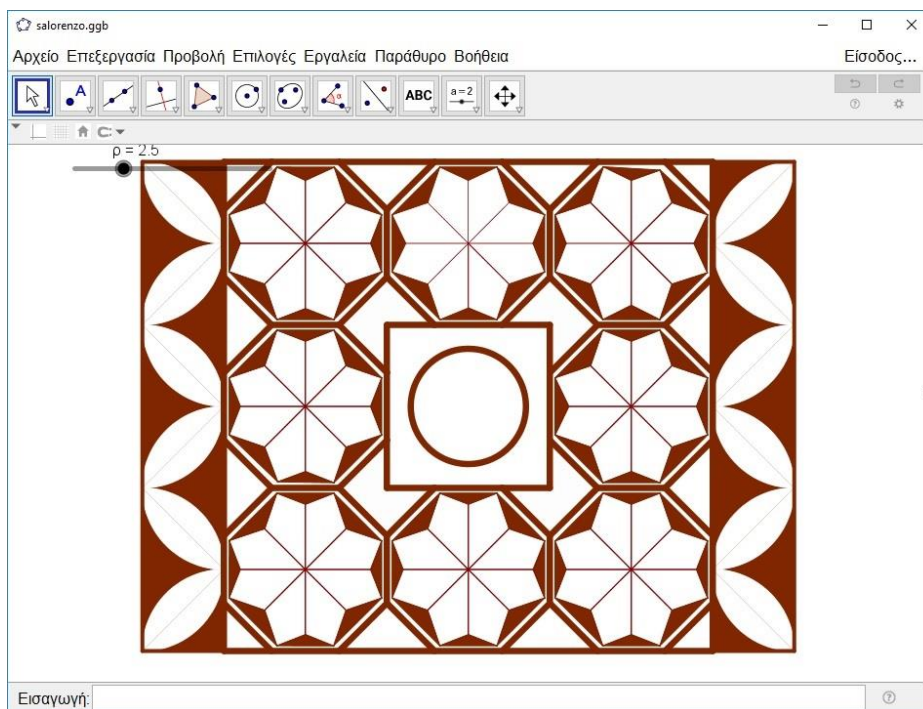 salorenzo.ggb
Αρχείο Επεξεργασία Προβολή Επιλογές Εργαλεία Παράθυρο Βοήθεια Είσοδος...
A α ABC a=2
ρ = 2.5
Εισαγωγή: